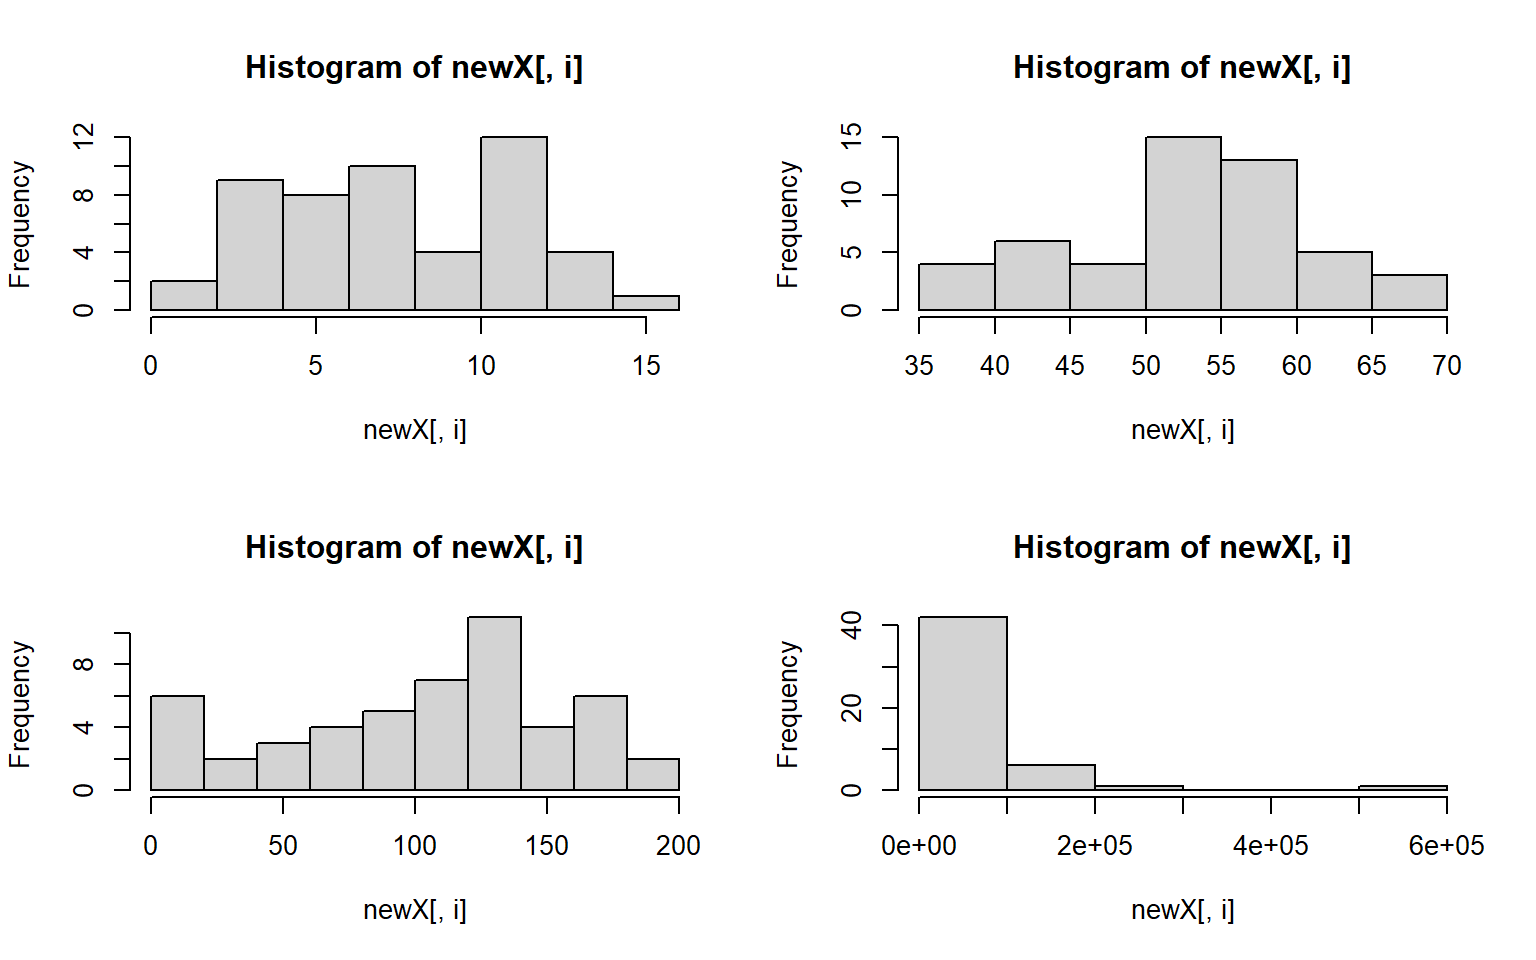 Histogram of newX[, i]
Frequency
0 4 8 12
0 5 10 15
newX[, i]
Histogram of newX[, i]
Frequency
0 5 10 15
35 40 45 50 55 60 65 70
newX[, i]
Histogram of newX[, i]
Frequency
0 4 8
0 50 100 150 200
newX[, i]
Histogram of newX[, i]
Frequency
0 20 40
0e+00 2e+05 4e+05 6e+05
newX[, i]